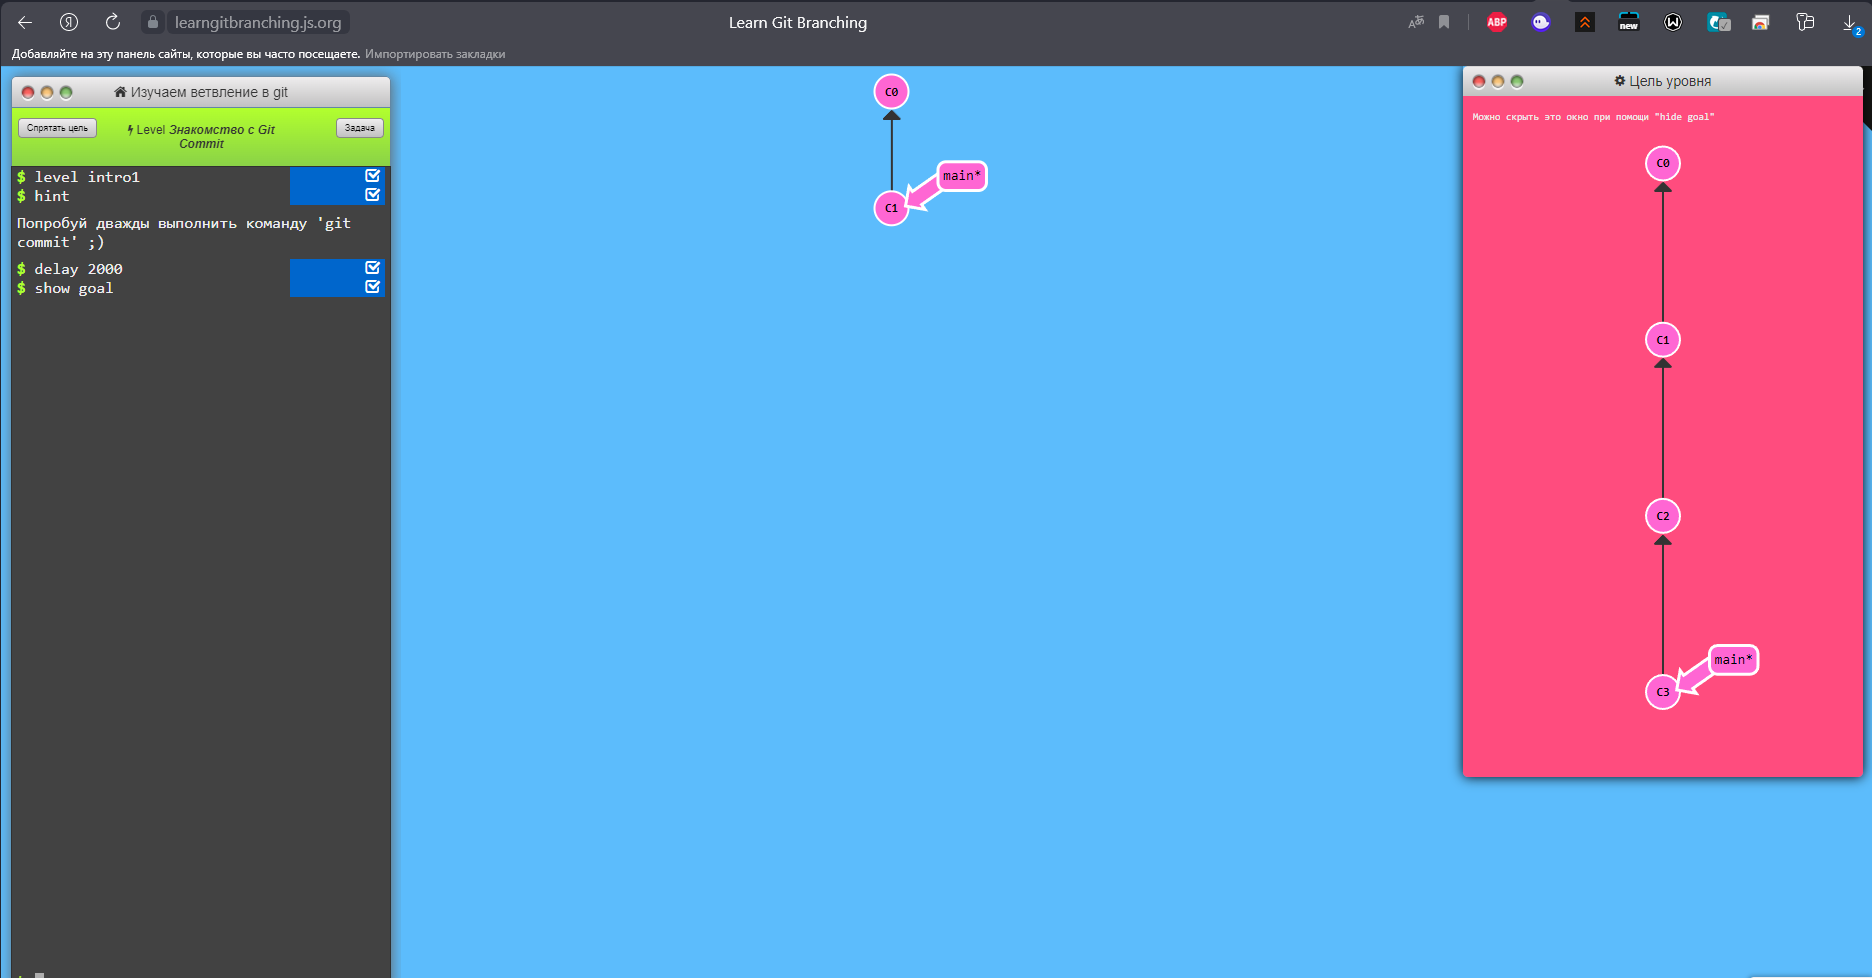 learngitbranching.js.org
Learn Git Branching
ABP
new
2
Добавляйте на эту панель сайты, которые вы часто посещаете. Импортировать закладки
Изучаем ветвление в git
Спрятать цель
Level Знакомство с Git
Commit
Задача
$ level intro1
$ hint
Попробуй дважды выполнить команду 'git
commit' ;)
$ delay 2000
$ show goal
C0
main*
C1
Цель уровня
Можно скрыть это окно при помощи "hide goal"
C0
C1
C2
main*
C3